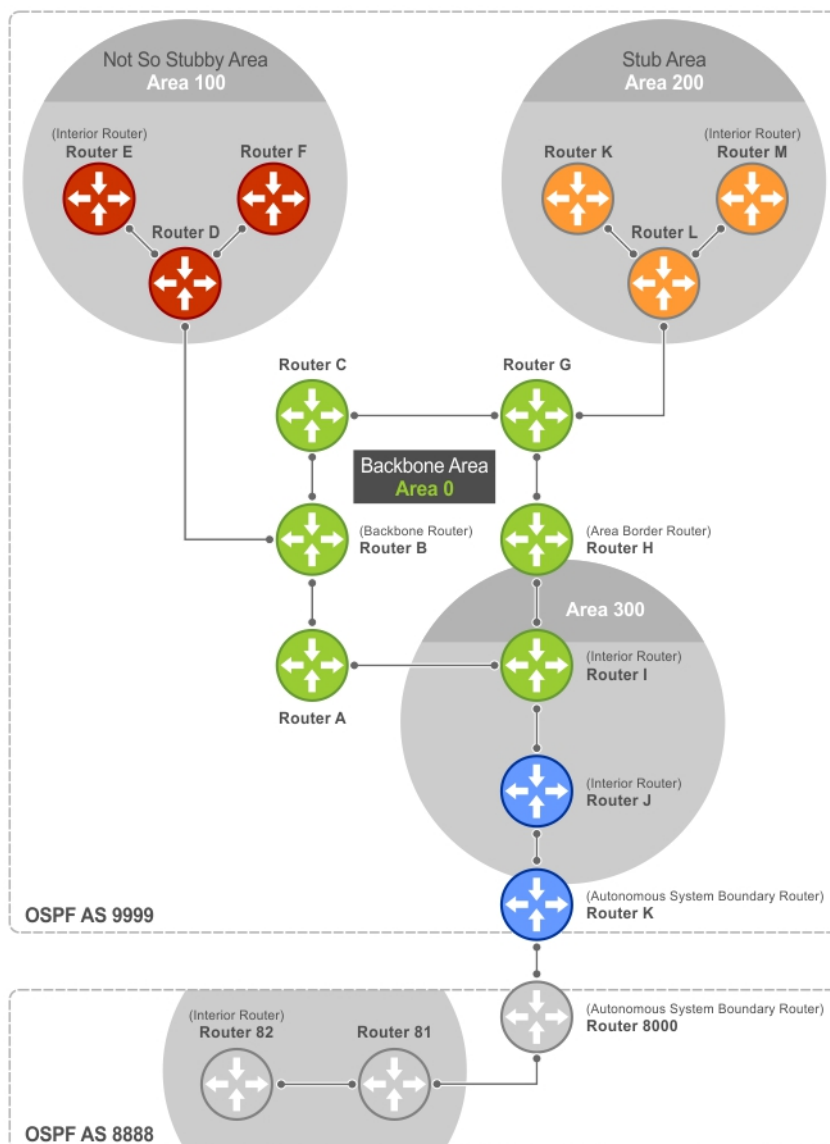 Not So Stubby Area
Area 100
Stub Area
Area 200
(Interior Router)
Router E
Router F
Router D
Router K
(Interior Router)
Router M
Router L
Router C
Router G
Backbone Area
Area 0
(Backbone Router)
Router B
(Area Border Router)
Router H
Area 300
(Interior Router)
Router I
Router A
(Interior Router)
Router J
(Autonomous System Boundary Router)
Router K
OSPF AS 9999
(Autonomous System Boundary Router)
Router 8000
(Interior Router)
Router 82
Router 81
OSPF AS 8888